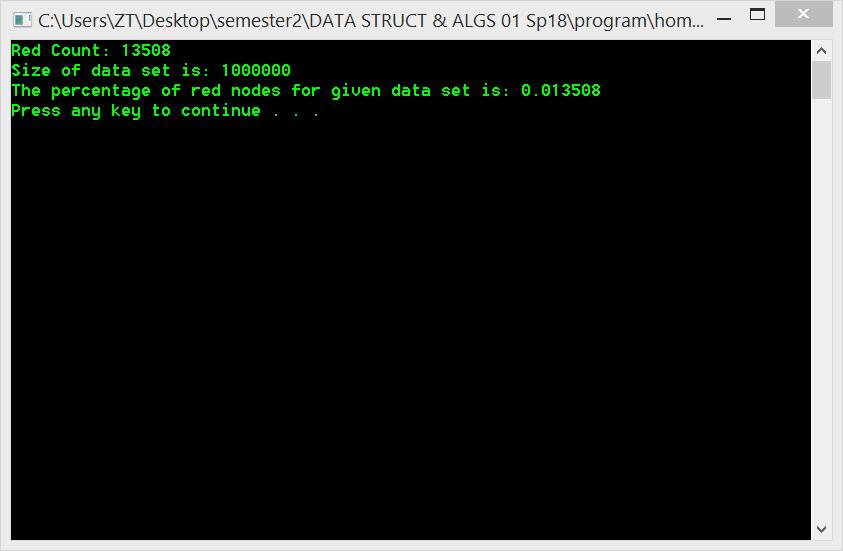 C:\Users\ZT\Desktop\semester2\DATA STRUCT & ALGS 01 Sp18\program\hom...
Red Count: 13508
Size of data set is: 1000000
The percentage of red nodes for given data set is: 0.013508
Press any key to continue . . .